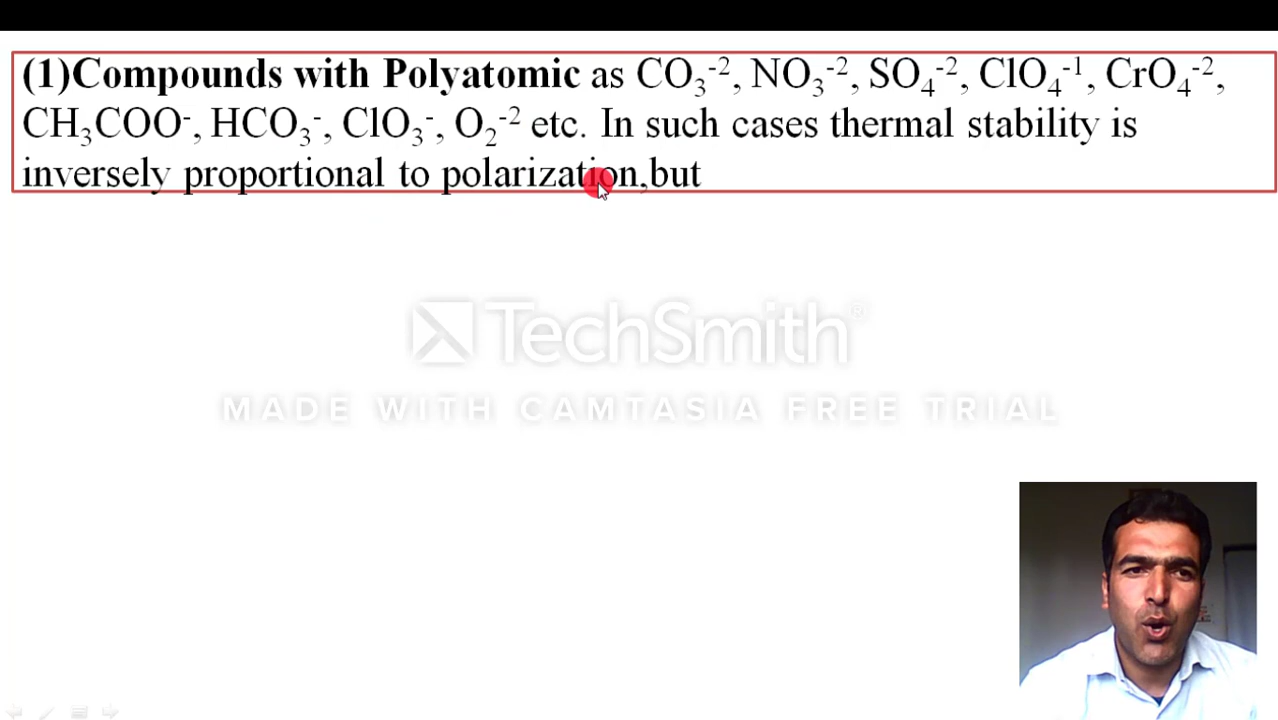 (1)Compounds with Polyatomic as CO₃⁻², NO₃⁻², SO₄⁻², ClO₄⁻¹, CrO₄⁻²,
CH₃COO⁻, HCO₃⁻, ClO₃⁻, O₂⁻² etc. In such cases thermal stability is
inversely proportional to polarization,but
TechSmith®
MADE WITH CAMTASIA FREE TRIAL